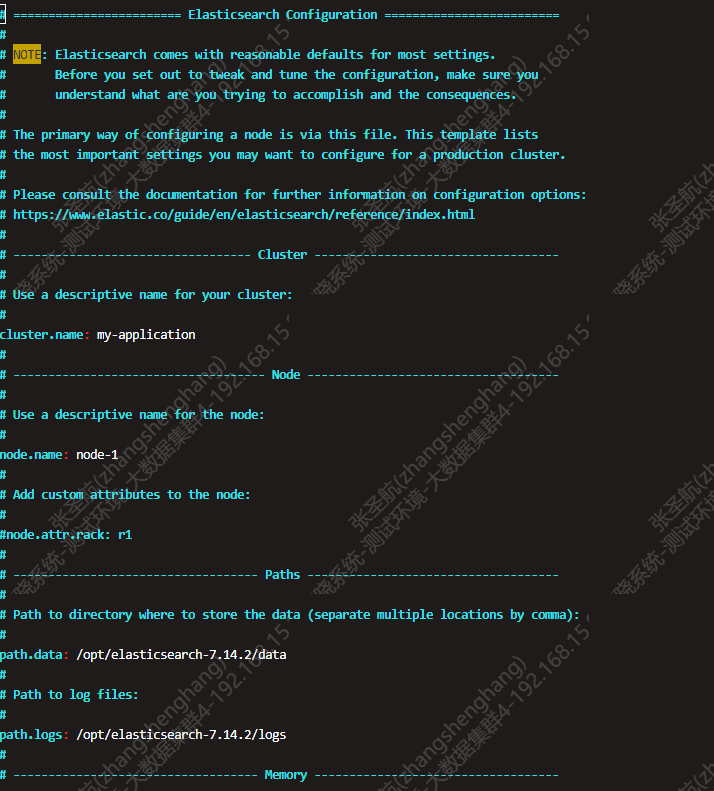 # ======================== Elasticsearch Configuration =========================
#
# NOTE: Elasticsearch comes with reasonable defaults for most settings.
#       Before you set out to tweak and tune the configuration, make sure you
#       understand what are you trying to accomplish and the consequences.
#
# The primary way of configuring a node is via this file. This template lists
# the most important settings you may want to configure for a production cluster.
#
# Please consult the documentation for further information on configuration options:
# https://www.elastic.co/guide/en/elasticsearch/reference/index.html
#
# ---------------------------------- Cluster -----------------------------------
#
# Use a descriptive name for your cluster:
#
cluster.name: my-application
#
# ------------------------------------ Node ------------------------------------
#
# Use a descriptive name for the node:
#
node.name: node-1
#
# Add custom attributes to the node:
#
#node.attr.rack: r1
#
# ----------------------------------- Paths ------------------------------------
#
# Path to directory where to store the data (separate multiple locations by comma):
#
path.data: /opt/elasticsearch-7.14.2/data
#
# Path to log files:
#
path.logs: /opt/elasticsearch-7.14.2/logs
#
# ----------------------------------- Memory -----------------------------------
张圣航(zhangshenghang)
晓系统-测试环境-大数据集群4-192.168.15